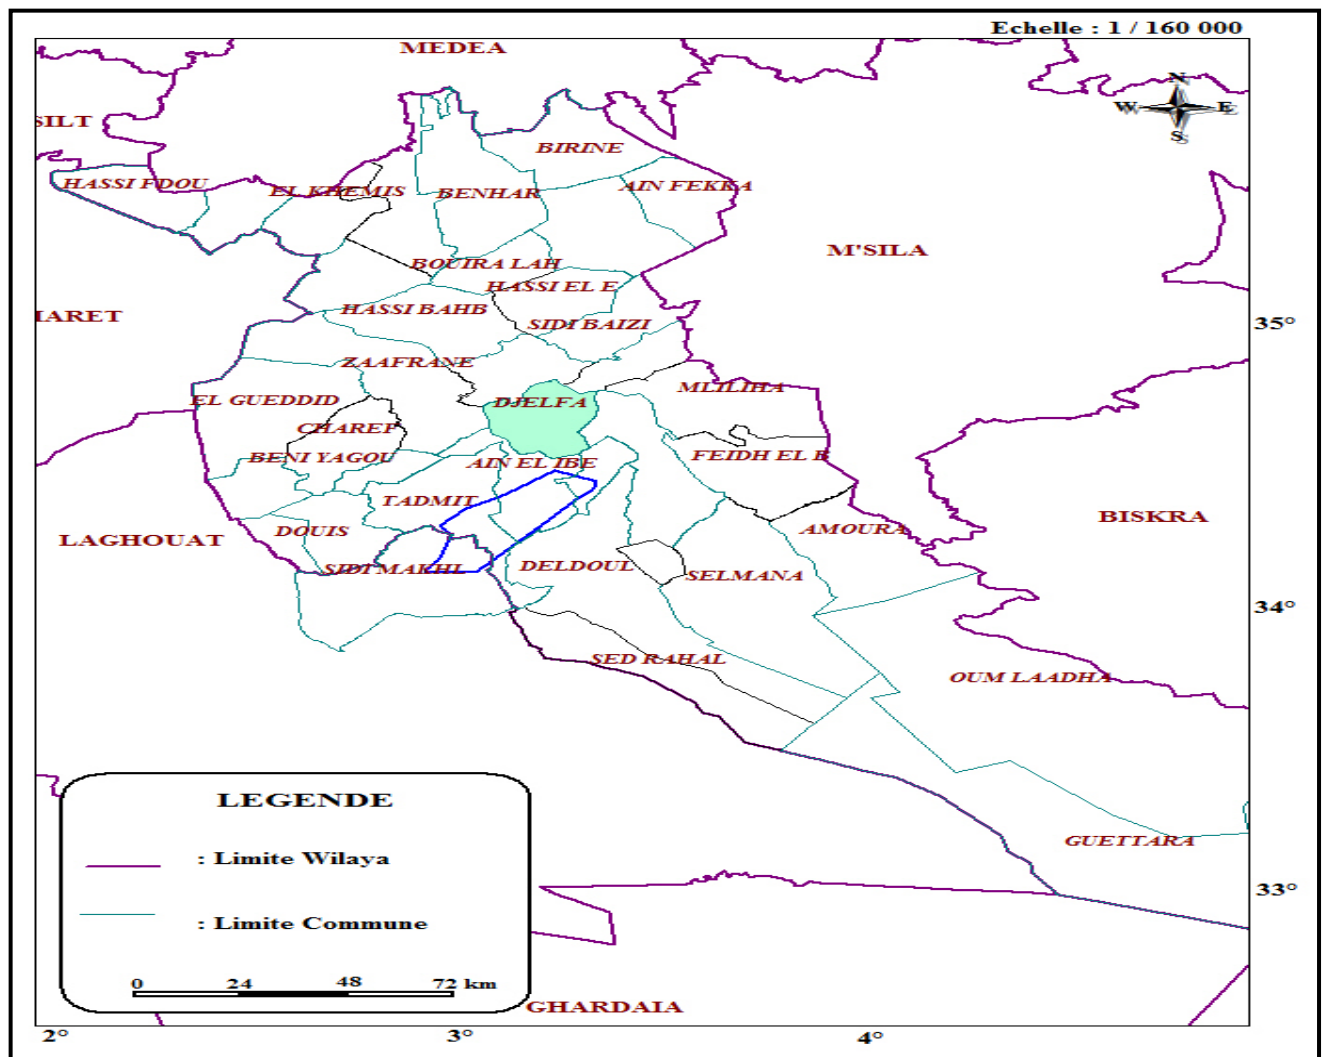 Echelle : 1 / 160 000
MEDEA
N
W E
S
SILT
BIRINE
HASSI FDOU
EL KHEMIS
BENHAR
AIN FEKKA
M'SILA
BOUIRA LAH
HASSI EL E
HASSI BAHB
IARET
SIDI BAIZI
35°
ZAAFRANE
MLILIHA
EL GUEDDID
DJELFA
CHAREF
BENI YAGOU
AIN EL IBE
FEIDH EL B
TADMIT
BISKRA
DOUIS
AMOURA
LAGHOUAT
SIDI MAKHL
DELDOUL
SELMANA
34°
SED RAHAL
OUM LAADHA
LEGENDE
GUETTARA
: Limite Wilaya
33°
: Limite Commune
0 24 48 72 km
GHARDAIA
2° 3° 4°